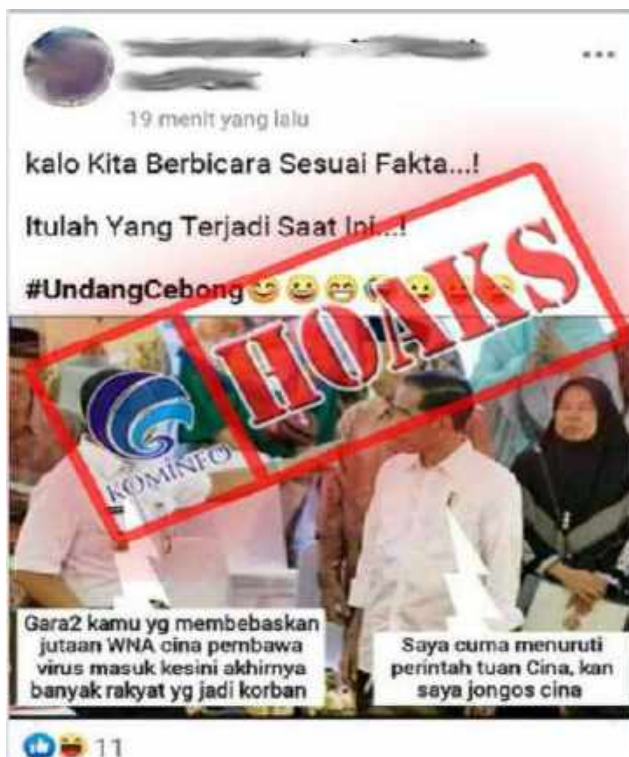 19 menit yang lalu
kalo Kita Berbicara Sesuai Fakta...!
Itulah Yang Terjadi Saat Ini...!
#UndangCebong
HOAKS
KOMINFO
Gara2 kamu yg membebaskan
jutaan WNA cina pembawa
virus masuk kesini akhirnya
banyak rakyat yg jadi korban
Saya cuma menuruti
perintah tuan Cina, kan
saya jongos cina
11